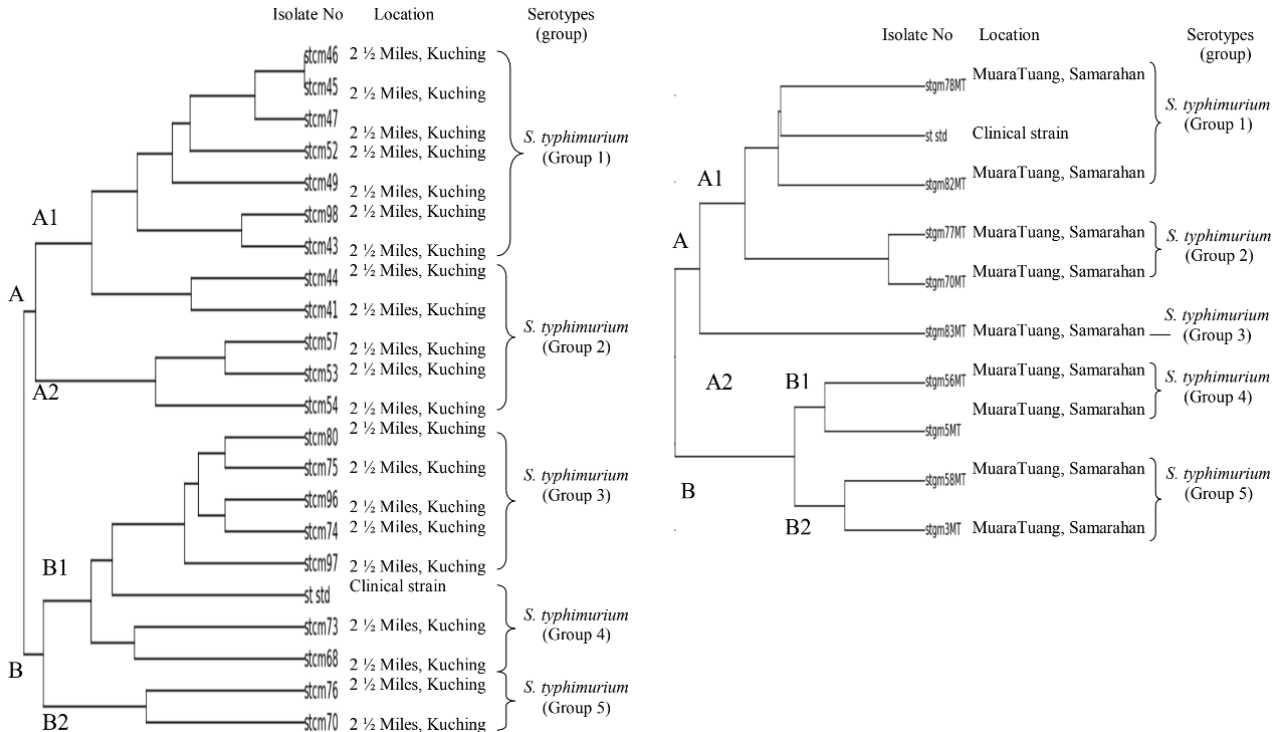 Isolate No Location Serotypes
(group)
stcm46 2 ½ Miles, Kuching
stcm45 2 ½ Miles, Kuching
stcm47 2 ½ Miles, Kuching
stcm52 2 ½ Miles, Kuching
stcm49 2 ½ Miles, Kuching
stcm98 2 ½ Miles, Kuching
stcm43 2 ½ Miles, Kuching
S. typhimurium
(Group 1)
A1
stcm44 2 ½ Miles, Kuching
stcm41 2 ½ Miles, Kuching
stcm57 2 ½ Miles, Kuching
stcm53 2 ½ Miles, Kuching
stcm54 2 ½ Miles, Kuching
S. typhimurium
(Group 2)
A
A2
stcm80 2 ½ Miles, Kuching
stcm75 2 ½ Miles, Kuching
stcm96 2 ½ Miles, Kuching
stcm74 2 ½ Miles, Kuching
stcm97 2 ½ Miles, Kuching
S. typhimurium
(Group 3)
B1
st std Clinical strain
stcm73 2 ½ Miles, Kuching
stcm68 2 ½ Miles, Kuching
S. typhimurium
(Group 4)
B
stcm76 2 ½ Miles, Kuching
stcm70 2 ½ Miles, Kuching
S. typhimurium
(Group 5)
B2
Isolate No Location Serotypes
(group)
stgm78MT MuaraTuang, Samarahan
st std Clinical strain
stgm82MT MuaraTuang, Samarahan
S. typhimurium
(Group 1)
A1
stgm77MT MuaraTuang, Samarahan
stgm70MT MuaraTuang, Samarahan
S. typhimurium
(Group 2)
A
stgm83MT MuaraTuang, Samarahan
S. typhimurium
(Group 3)
A2
B1
stgm56MT MuaraTuang, Samarahan
stgm5MT MuaraTuang, Samarahan
S. typhimurium
(Group 4)
stgm58MT MuaraTuang, Samarahan
stgm3MT MuaraTuang, Samarahan
S. typhimurium
(Group 5)
B
B2